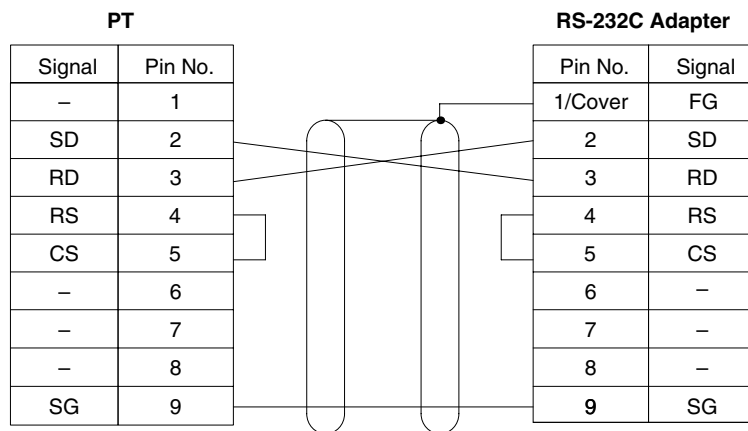 PT RS-232C Adapter
Signal Pin No. Pin No. Signal
– 1 1/Cover FG
SD 2 2 SD
RD 3 3 RD
RS 4 4 RS
CS 5 5 CS
– 6 6 –
– 7 7 –
– 8 8 –
SG 9 9 SG